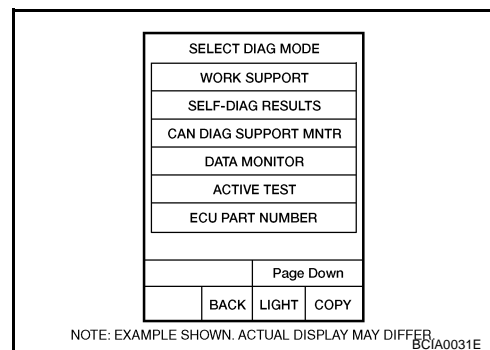 SELECT DIAG MODE
WORK SUPPORT
SELF-DIAG RESULTS
CAN DIAG SUPPORT MNTR
DATA MONITOR
ACTIVE TEST
ECU PART NUMBER
Page Down
BACK LIGHT COPY
NOTE: EXAMPLE SHOWN. ACTUAL DISPLAY MAY DIFFER
BCIA0031E